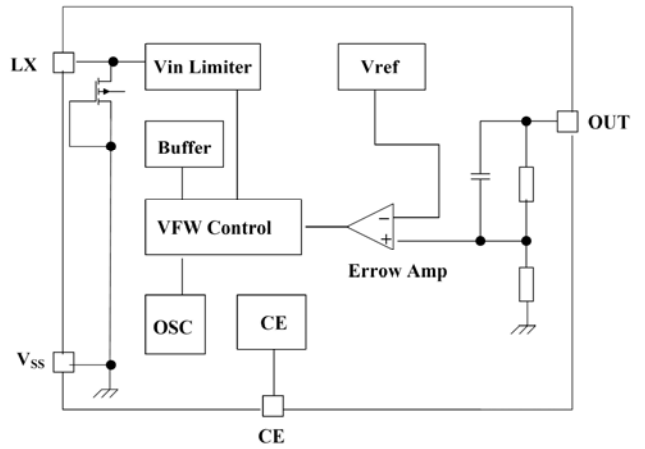 LX
Vin Limiter
Vref
OUT
Buffer
VFW Control
−
+
Errow Amp
OSC
CE
VSS
CE